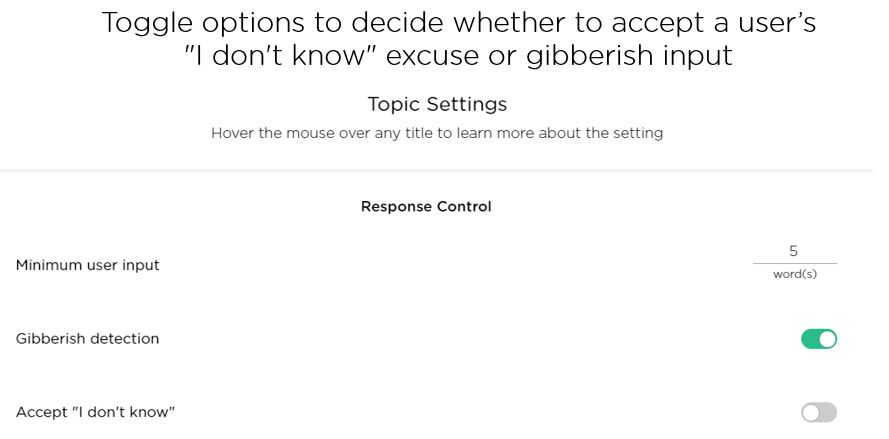 Toggle options to decide whether to accept a user’s
"I don't know" excuse or gibberish input
Topic Settings
Hover the mouse over any title to learn more about the setting
Response Control
Minimum user input
5
word(s)
Gibberish detection
Accept "I don't know"